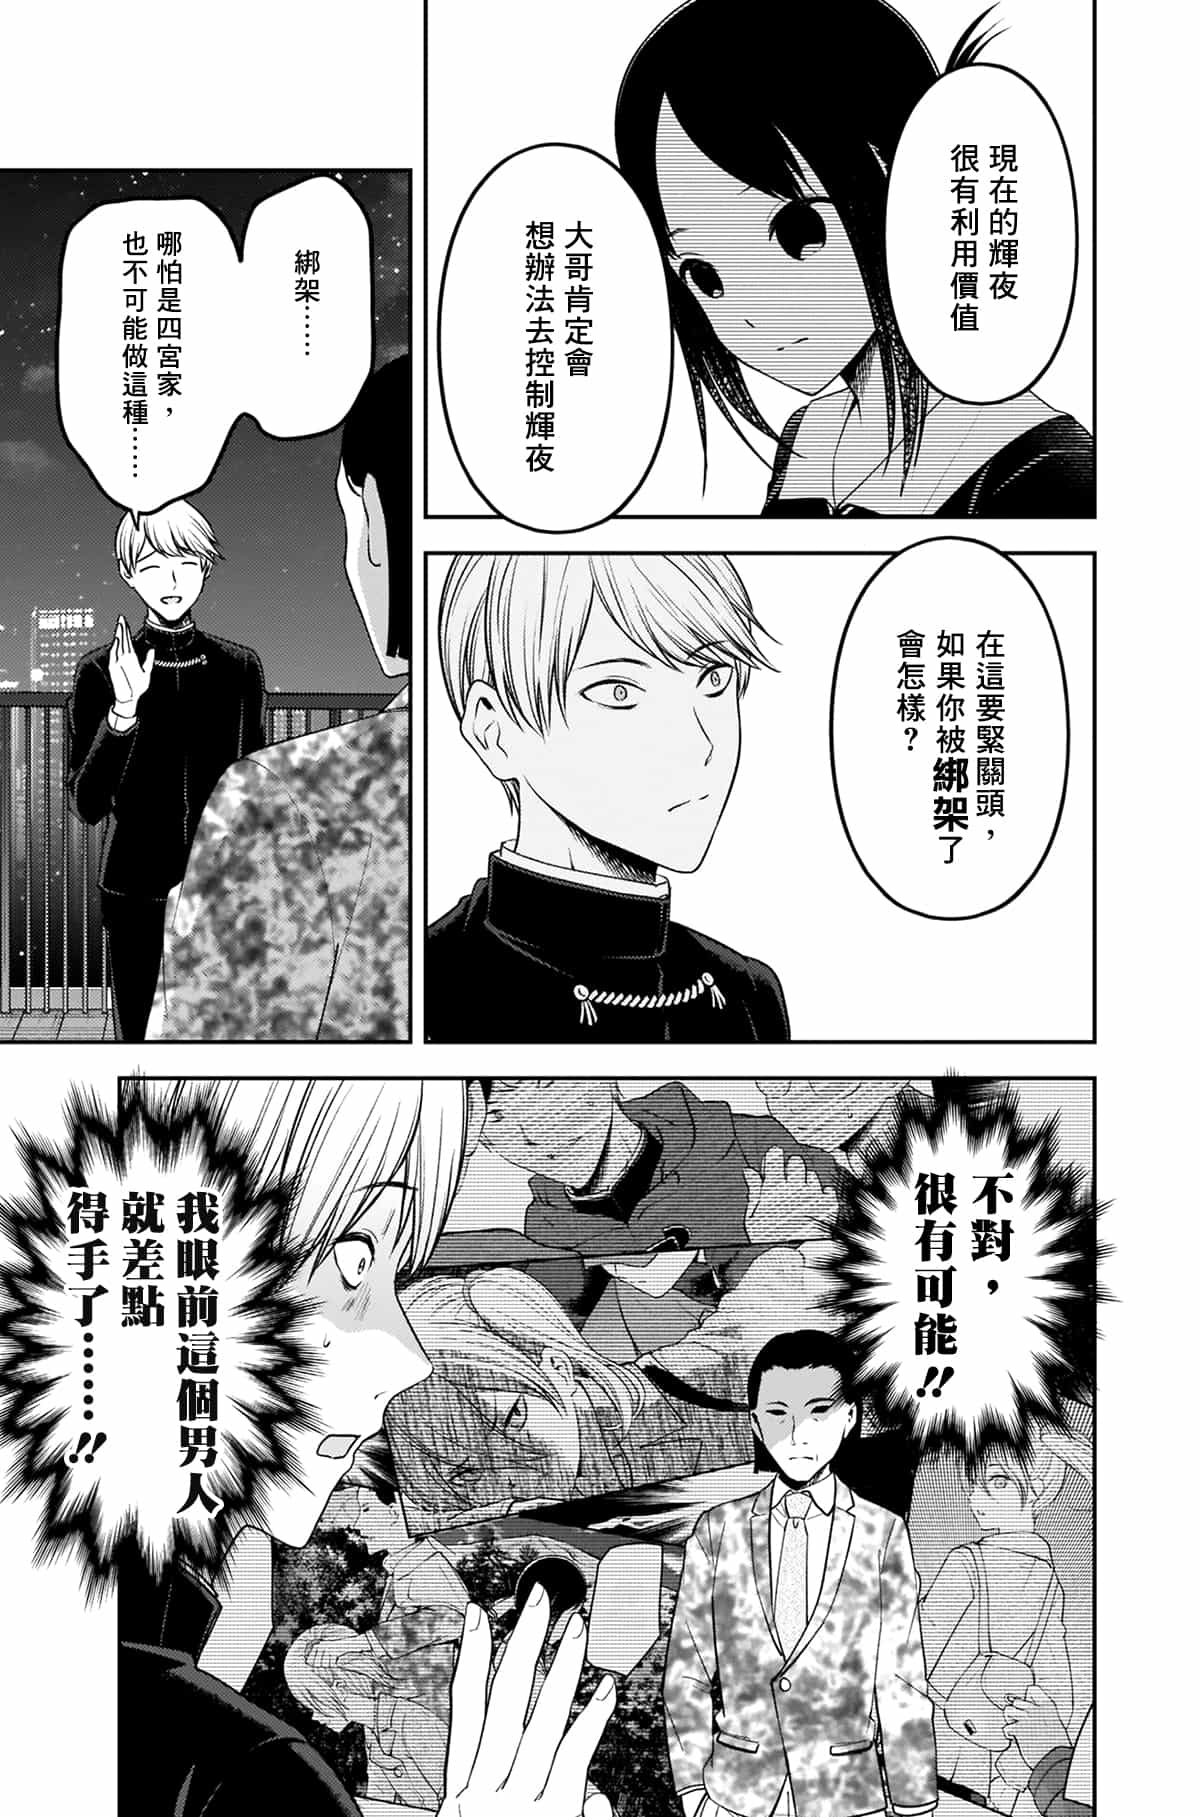 現在的輝夜
很有利用價值
大哥肯定會
想辦法去控制輝夜
在這要緊關頭，
如果你被綁架了
會怎樣？
綁架……
哪怕是四宮家，
也不可能做這種……
不對，
很有可能!!
我眼前這個男人
就差點
得手了……!!